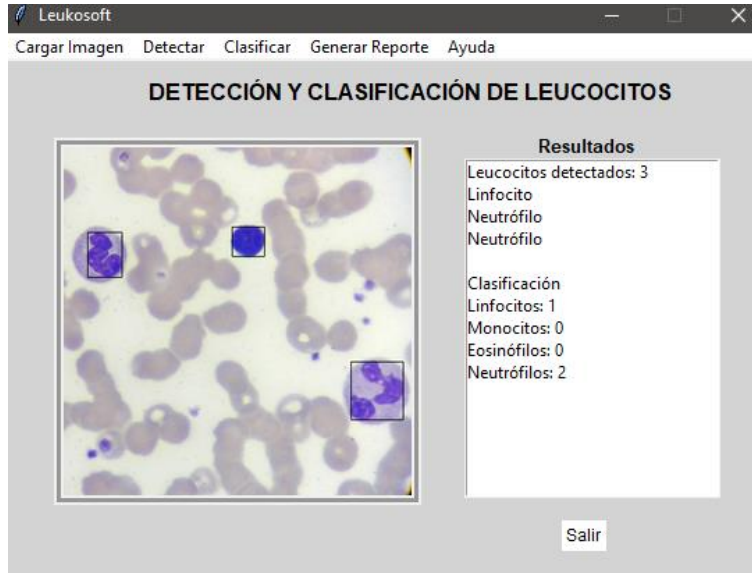 Leukosoft
Cargar Imagen Detectar Clasificar Generar Reporte Ayuda
DETECCIÓN Y CLASIFICACIÓN DE LEUCOCITOS
Resultados
Leucocitos detectados: 3
Linfocito
Neutrófilo
Neutrófilo
Clasificación
Linfocitos: 1
Monocitos: 0
Eosinófilos: 0
Neutrófilos: 2
Salir